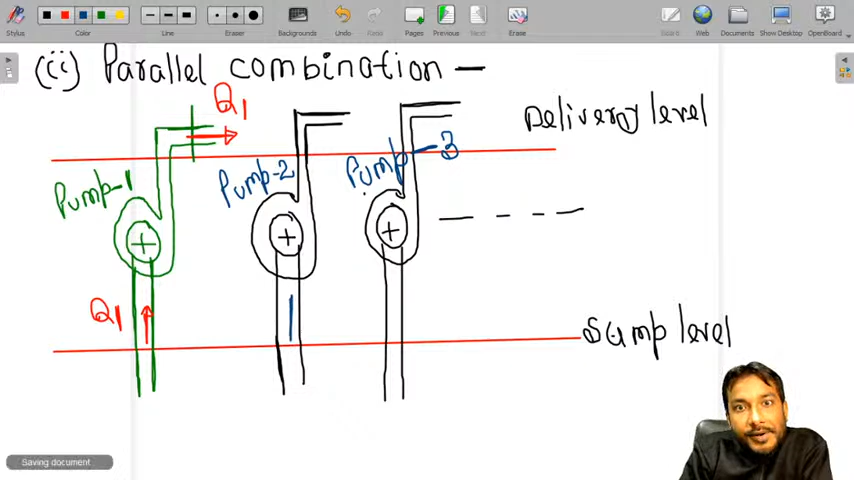 Stylus
Color
Line
Eraser
Backgrounds
Undo
Redo
Pages
Previous
Next
Erase
Board
Web
Documents
Show Desktop
OpenBoard
(ii) Parallel combination —
Q1
Delivery level
Pump-1
Pump-2
Pump-3
Q1
Sump level
Saving document